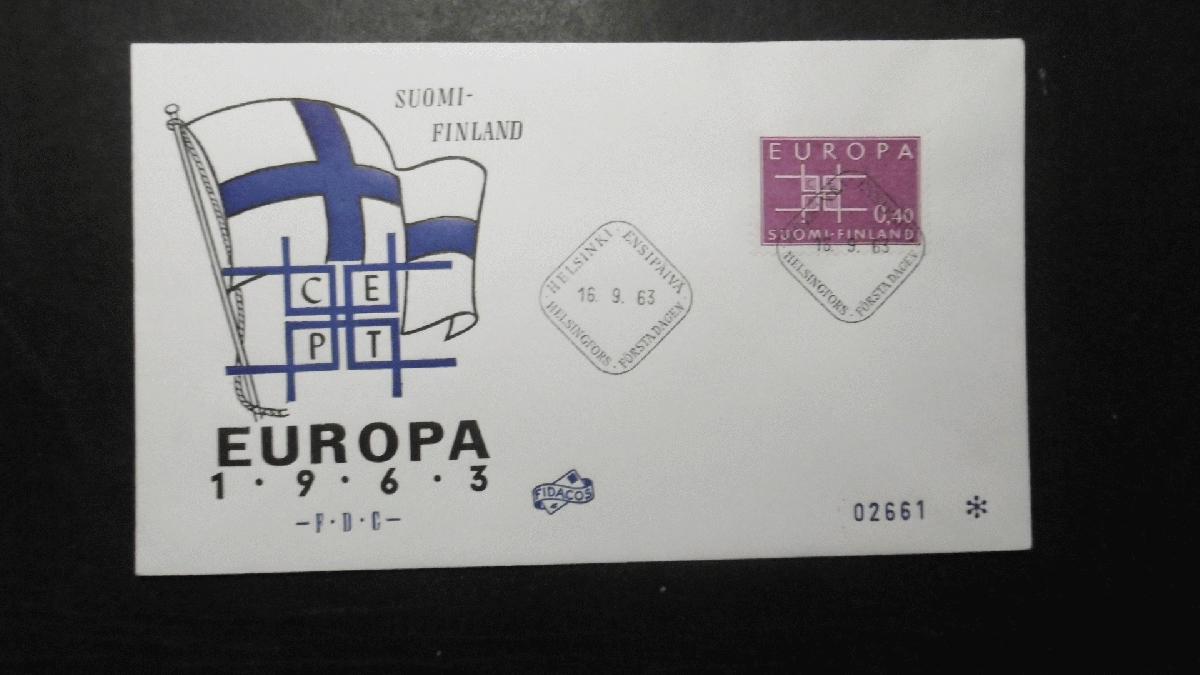 SUOMI-
FINLAND
C E
P T
EUROPA
1·9·6·3
—F·D·C—
FIDACOS
HELSINKI · ENSIPÄIVÄ
16. 9. 63
HELSINGFORS · FÖRSTA DAGEN
EUROPA
C E
P T
0,40
SUOMI-FINLAND
16. 9. 63
HELSINGFORS · FÖRSTA DAGEN
02661 *